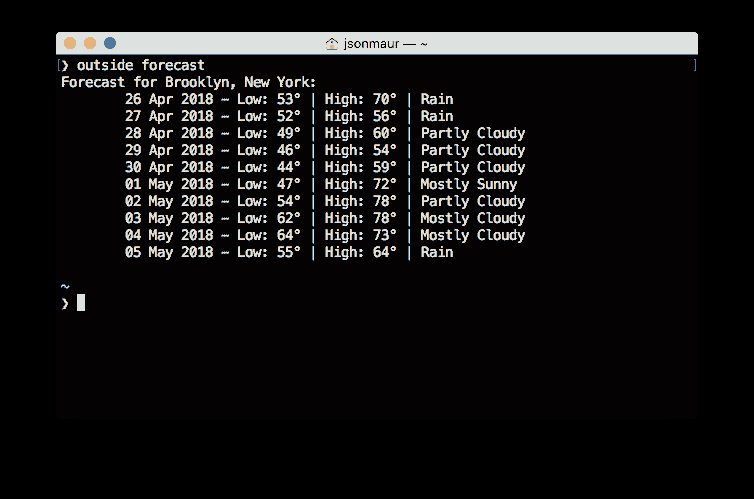 jsonmaur — ~
[❯ outside forecast ]
Forecast for Brooklyn, New York:
26 Apr 2018 ~ Low: 53° | High: 70° | Rain
27 Apr 2018 ~ Low: 52° | High: 56° | Rain
28 Apr 2018 ~ Low: 49° | High: 60° | Partly Cloudy
29 Apr 2018 ~ Low: 46° | High: 54° | Partly Cloudy
30 Apr 2018 ~ Low: 44° | High: 59° | Partly Cloudy
01 May 2018 ~ Low: 47° | High: 72° | Mostly Sunny
02 May 2018 ~ Low: 54° | High: 78° | Partly Cloudy
03 May 2018 ~ Low: 62° | High: 78° | Mostly Cloudy
04 May 2018 ~ Low: 64° | High: 73° | Mostly Cloudy
05 May 2018 ~ Low: 55° | High: 64° | Rain
~
❯